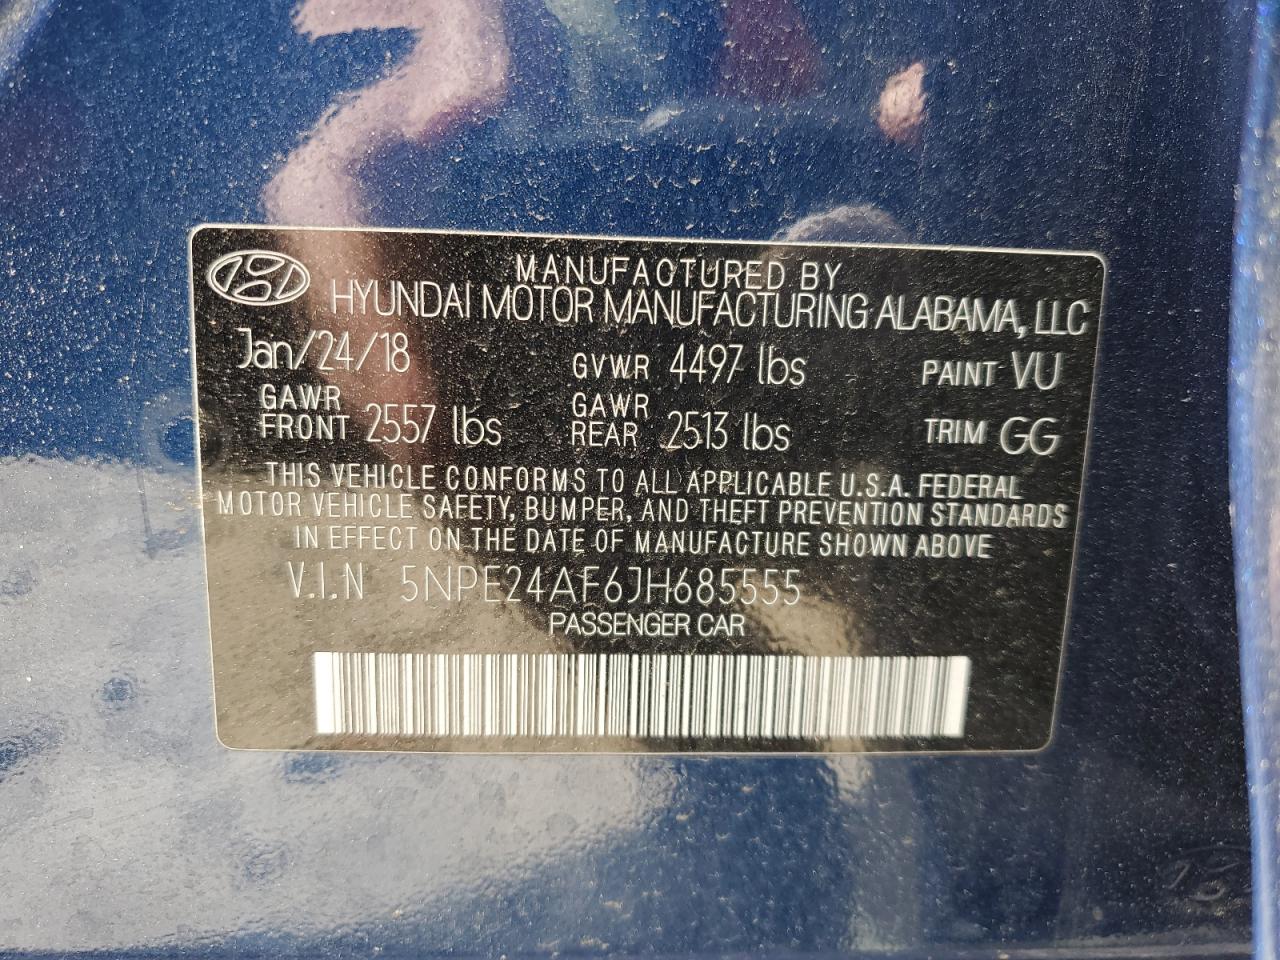 MANUFACTURED BY
HYUNDAI MOTOR MANUFACTURING ALABAMA, LLC
Jan/24/18 GVWR 4497 lbs PAINT VU
GAWR FRONT 2557 lbs GAWR REAR 2513 lbs TRIM GG
THIS VEHICLE CONFORMS TO ALL APPLICABLE U.S.A. FEDERAL
MOTOR VEHICLE SAFETY, BUMPER, AND THEFT PREVENTION STANDARDS
IN EFFECT ON THE DATE OF MANUFACTURE SHOWN ABOVE
V.I.N 5NPE24AF6JH685555
PASSENGER CAR